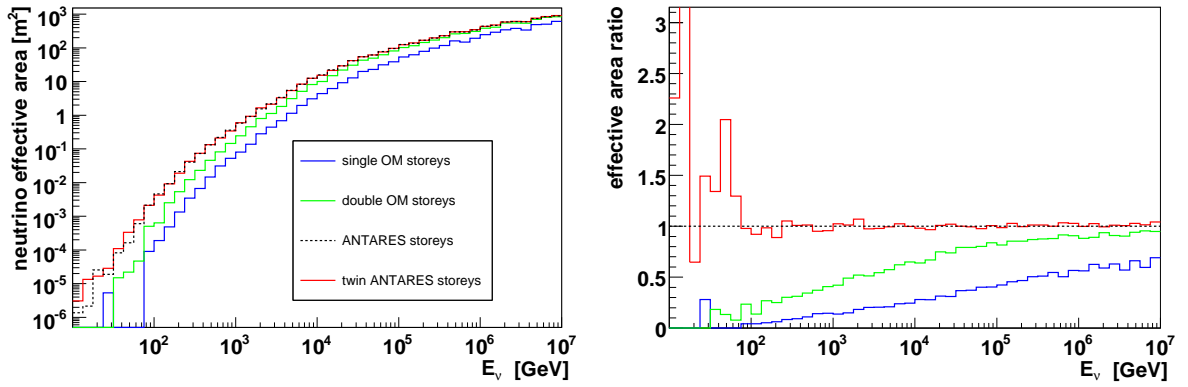 neutrino effective area [m²]
10³
10²
10
1
10⁻¹
10⁻²
10⁻³
10⁻⁴
10⁻⁵
10⁻⁶
10² 10³ 10⁴ 10⁵ 10⁶ 10⁷
E_ν [GeV]
single OM storeys
double OM storeys
ANTARES storeys
twin ANTARES storeys
effective area ratio
3
2.5
2
1.5
1
0.5
0
10² 10³ 10⁴ 10⁵ 10⁶ 10⁷
E_ν [GeV]